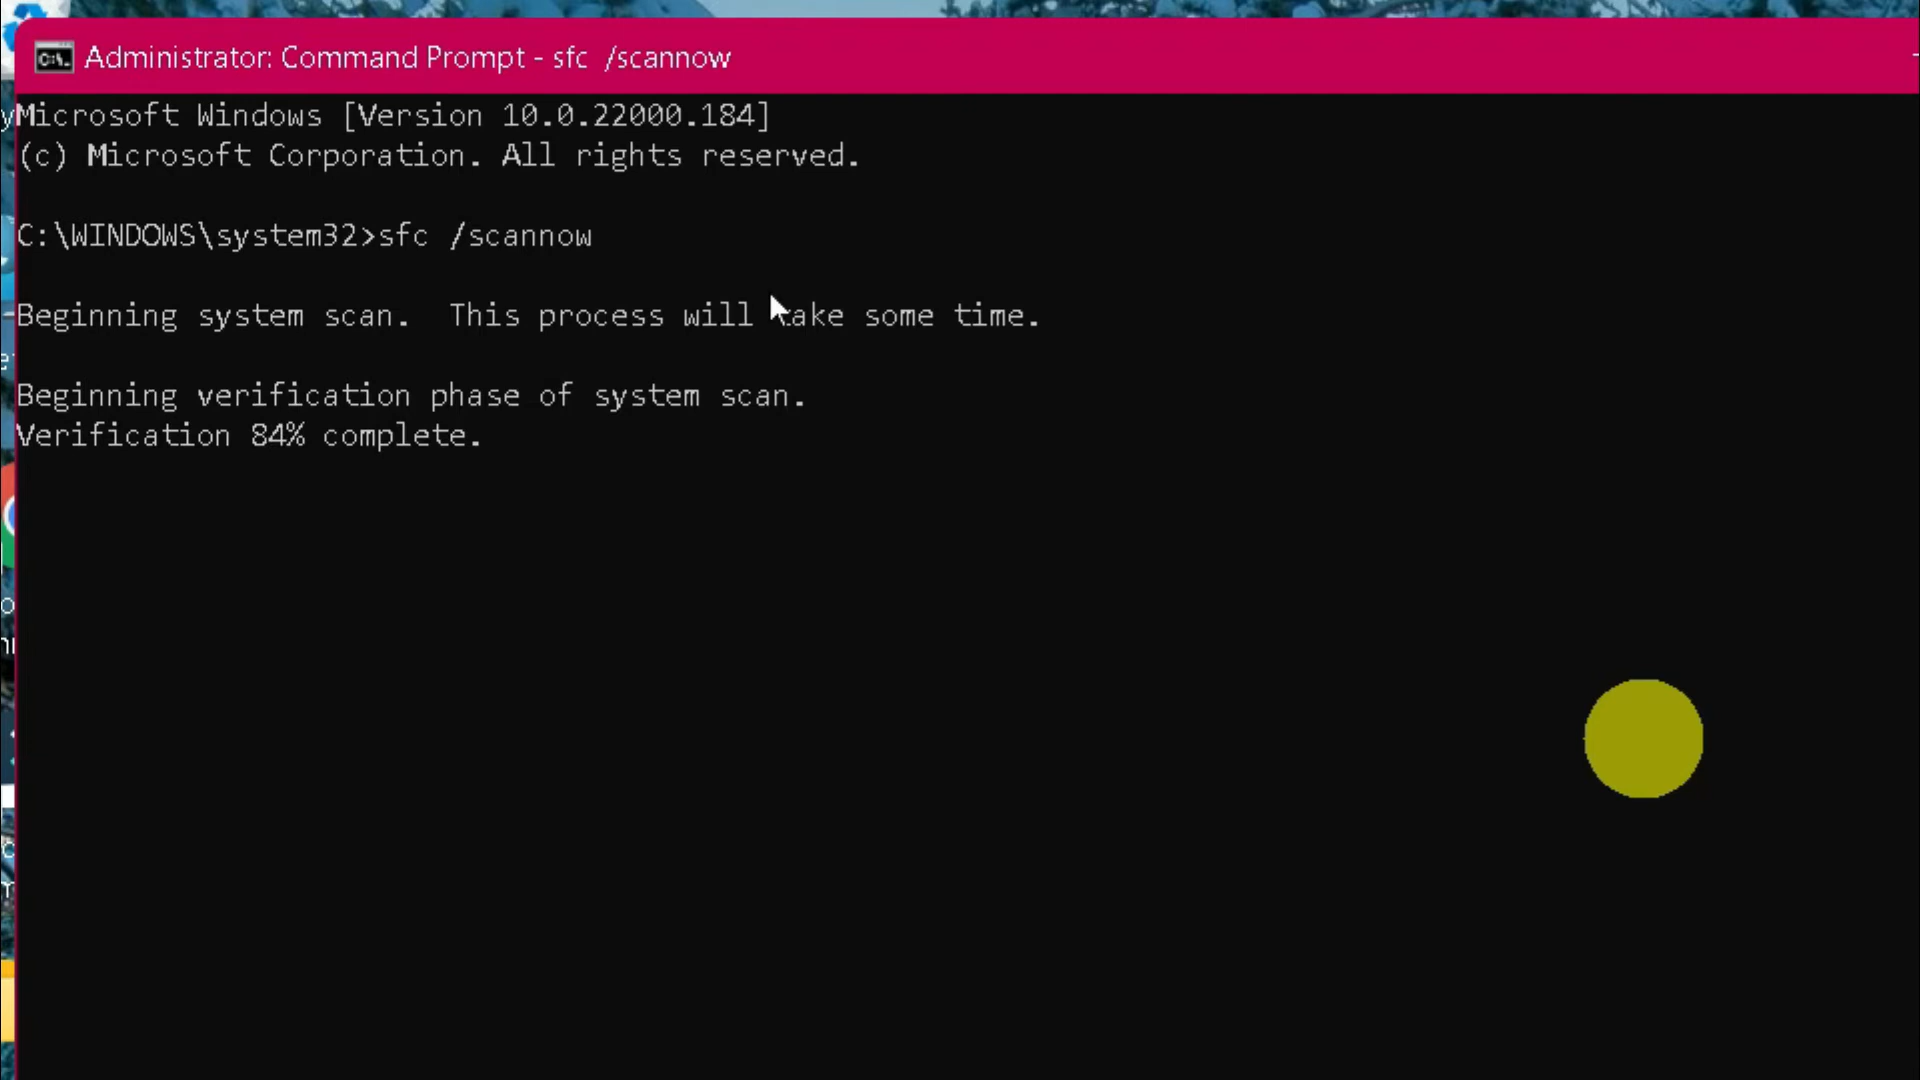 Administrator: Command Prompt - sfc  /scannow
Microsoft Windows [Version 10.0.22000.184]
(c) Microsoft Corporation. All rights reserved.
C:\WINDOWS\system32>sfc /scannow
Beginning system scan.  This process will take some time.
Beginning verification phase of system scan.
Verification 84% complete.